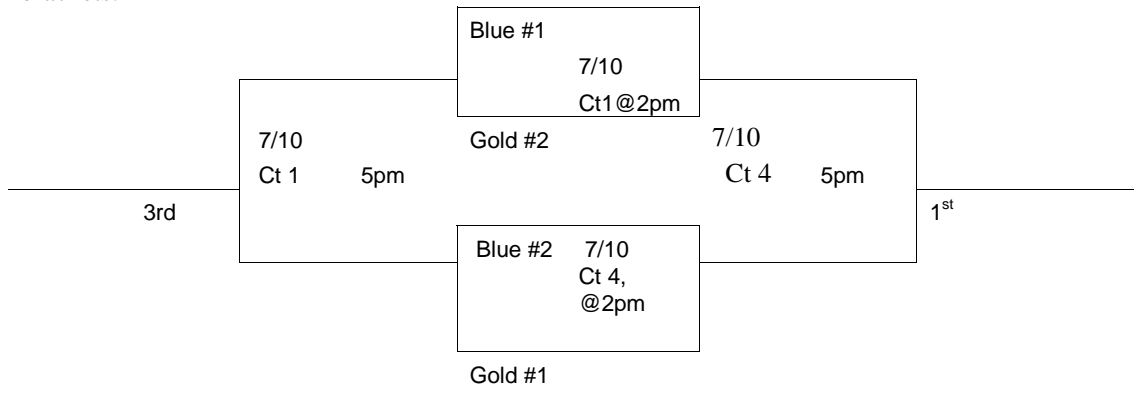 Blue #1
7/10
Ct1@2pm
7/10
Gold #2
7/10
Ct 1 5pm
Ct 4 5pm
3rd
1st
Blue #2 7/10
Ct 4,
@2pm
Gold #1